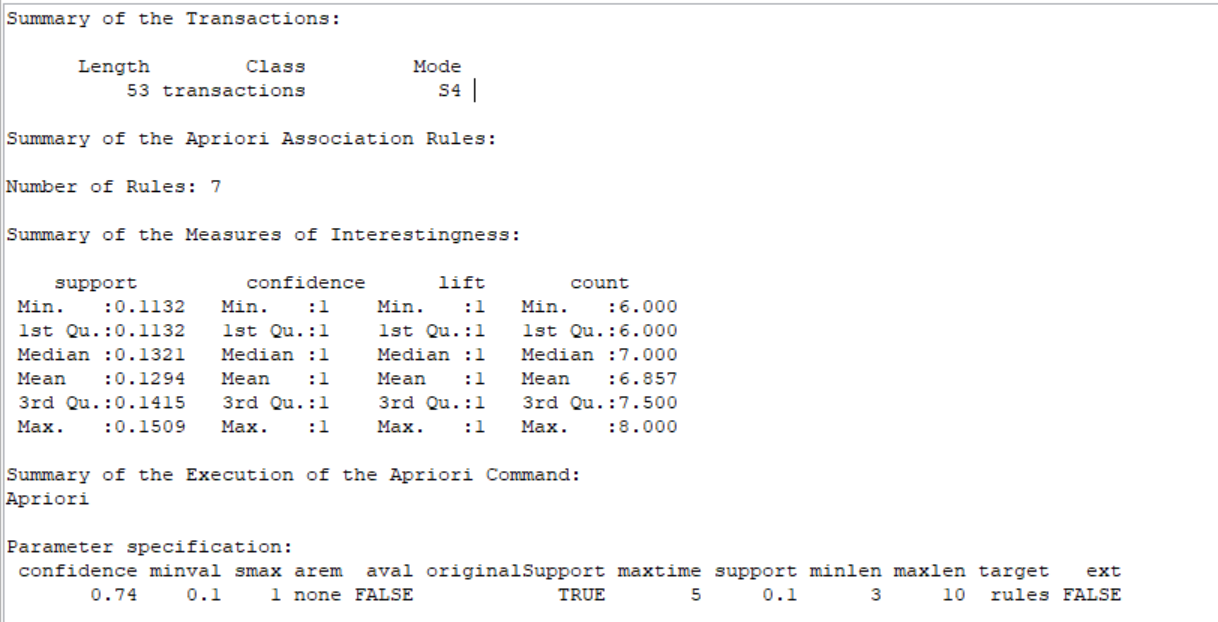 Summary of the Transactions:
Length Class Mode
53 transactions S4
Summary of the Apriori Association Rules:
Number of Rules: 7
Summary of the Measures of Interestingness:
support confidence lift count
Min. :0.1132 Min. :1 Min. :1 Min. :6.000
1st Qu.:0.1132 1st Qu.:1 1st Qu.:1 1st Qu.:6.000
Median :0.1321 Median :1 Median :1 Median :7.000
Mean :0.1294 Mean :1 Mean :1 Mean :6.857
3rd Qu.:0.1415 3rd Qu.:1 3rd Qu.:1 3rd Qu.:7.500
Max. :0.1509 Max. :1 Max. :1 Max. :8.000
Summary of the Execution of the Apriori Command:
Apriori
Parameter specification:
confidence minval smax arem aval originalSupport maxtime support minlen maxlen target ext
0.74 0.1 1 none FALSE TRUE 5 0.1 3 10 rules FALSE